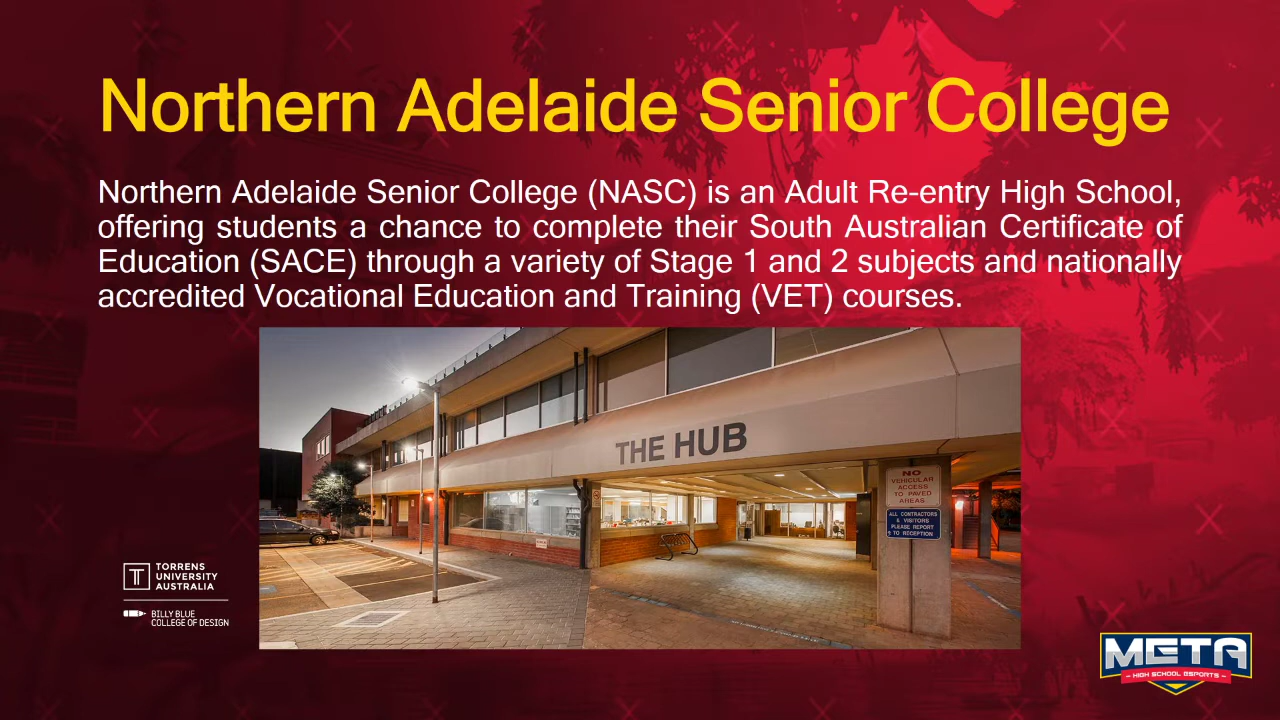 Northern Adelaide Senior College
Northern Adelaide Senior College (NASC) is an Adult Re-entry High School,
offering students a chance to complete their South Australian Certificate of
Education (SACE) through a variety of Stage 1 and 2 subjects and nationally
accredited Vocational Education and Training (VET) courses.
THE HUB
NO
VEHICULAR
ACCESS
TO PAVED
AREAS
ALL CONTRACTORS
& VISITORS
PLEASE REPORT
TO RECEPTION
TORRENS
UNIVERSITY
AUSTRALIA
BILLY BLUE
COLLEGE OF DESIGN
META
HIGH SCHOOL ESPORTS